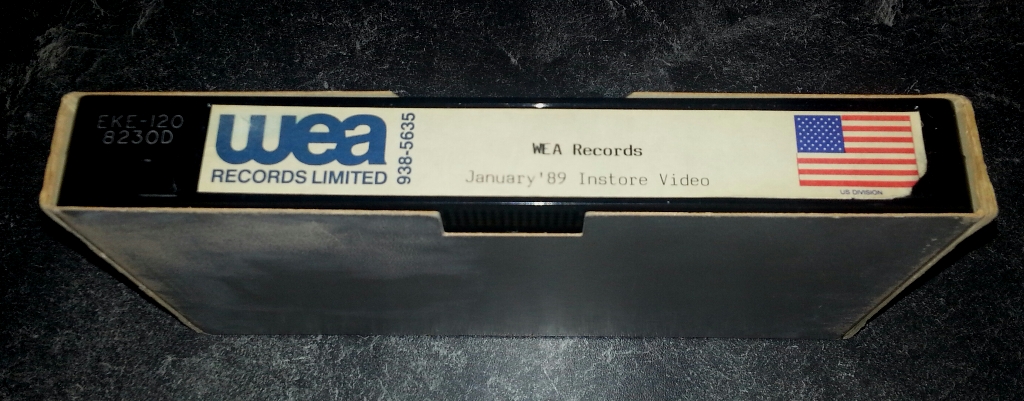 EKE-120
8230D
wea
RECORDS LIMITED
938-5635
WEA Records
January'89 Instore Video
US DIVISION